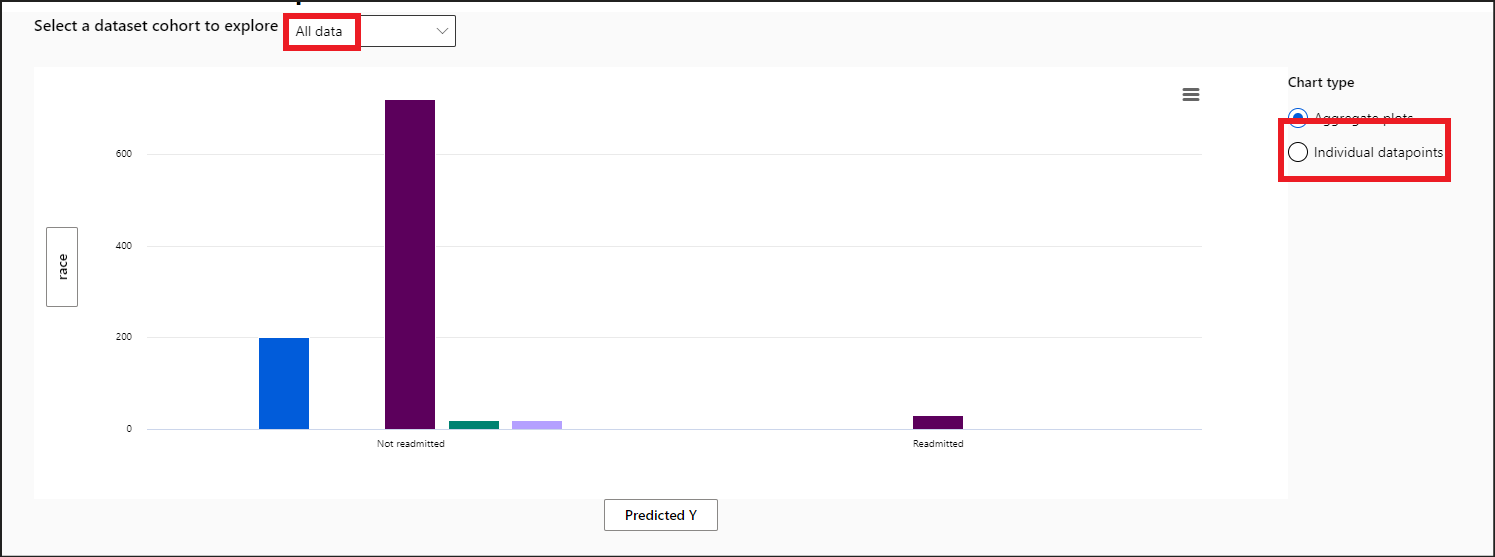 Select a dataset cohort to explore
All data
Chart type
Aggregate plots
Individual datapoints
600
400
200
0
race
Not readmitted
Readmitted
Predicted Y